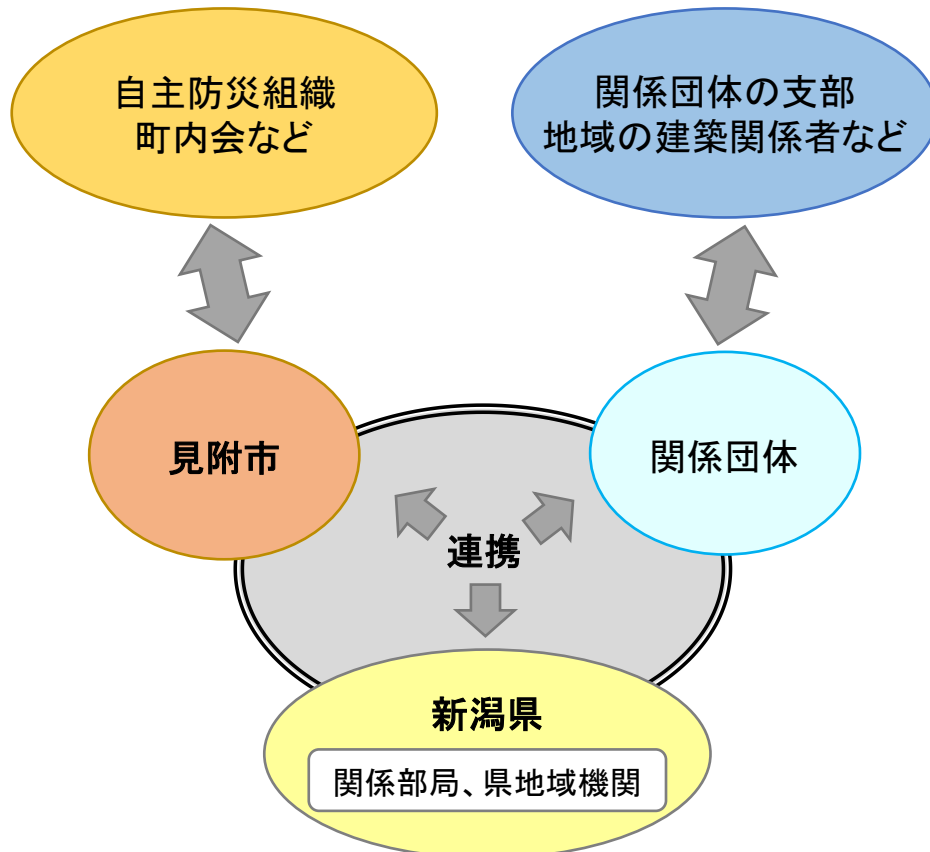 自主防災組織
町内会など
関係団体の支部
地域の建築関係者など
見附市
関係団体
連携
新潟県
関係部局、県地域機関